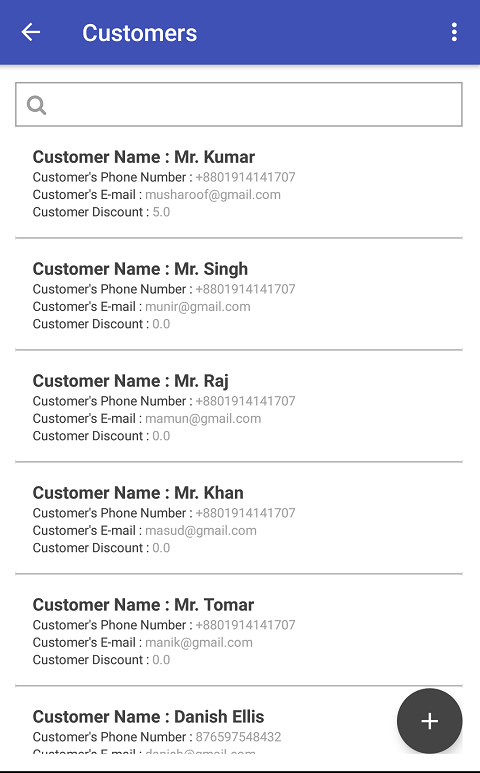 Customers
Customer Name : Mr. Kumar
Customer's Phone Number : +8801914141707
Customer's E-mail : musharoof@gmail.com
Customer Discount : 5.0
Customer Name : Mr. Singh
Customer's Phone Number : +8801914141707
Customer's E-mail : munir@gmail.com
Customer Discount : 0.0
Customer Name : Mr. Raj
Customer's Phone Number : +8801914141707
Customer's E-mail : mamun@gmail.com
Customer Discount : 0.0
Customer Name : Mr. Khan
Customer's Phone Number : +8801914141707
Customer's E-mail : masud@gmail.com
Customer Discount : 0.0
Customer Name : Mr. Tomar
Customer's Phone Number : +8801914141707
Customer's E-mail : manik@gmail.com
Customer Discount : 0.0
Customer Name : Danish Ellis
Customer's Phone Number : 876597548432
Customer's E-mail : danish@gmail.com